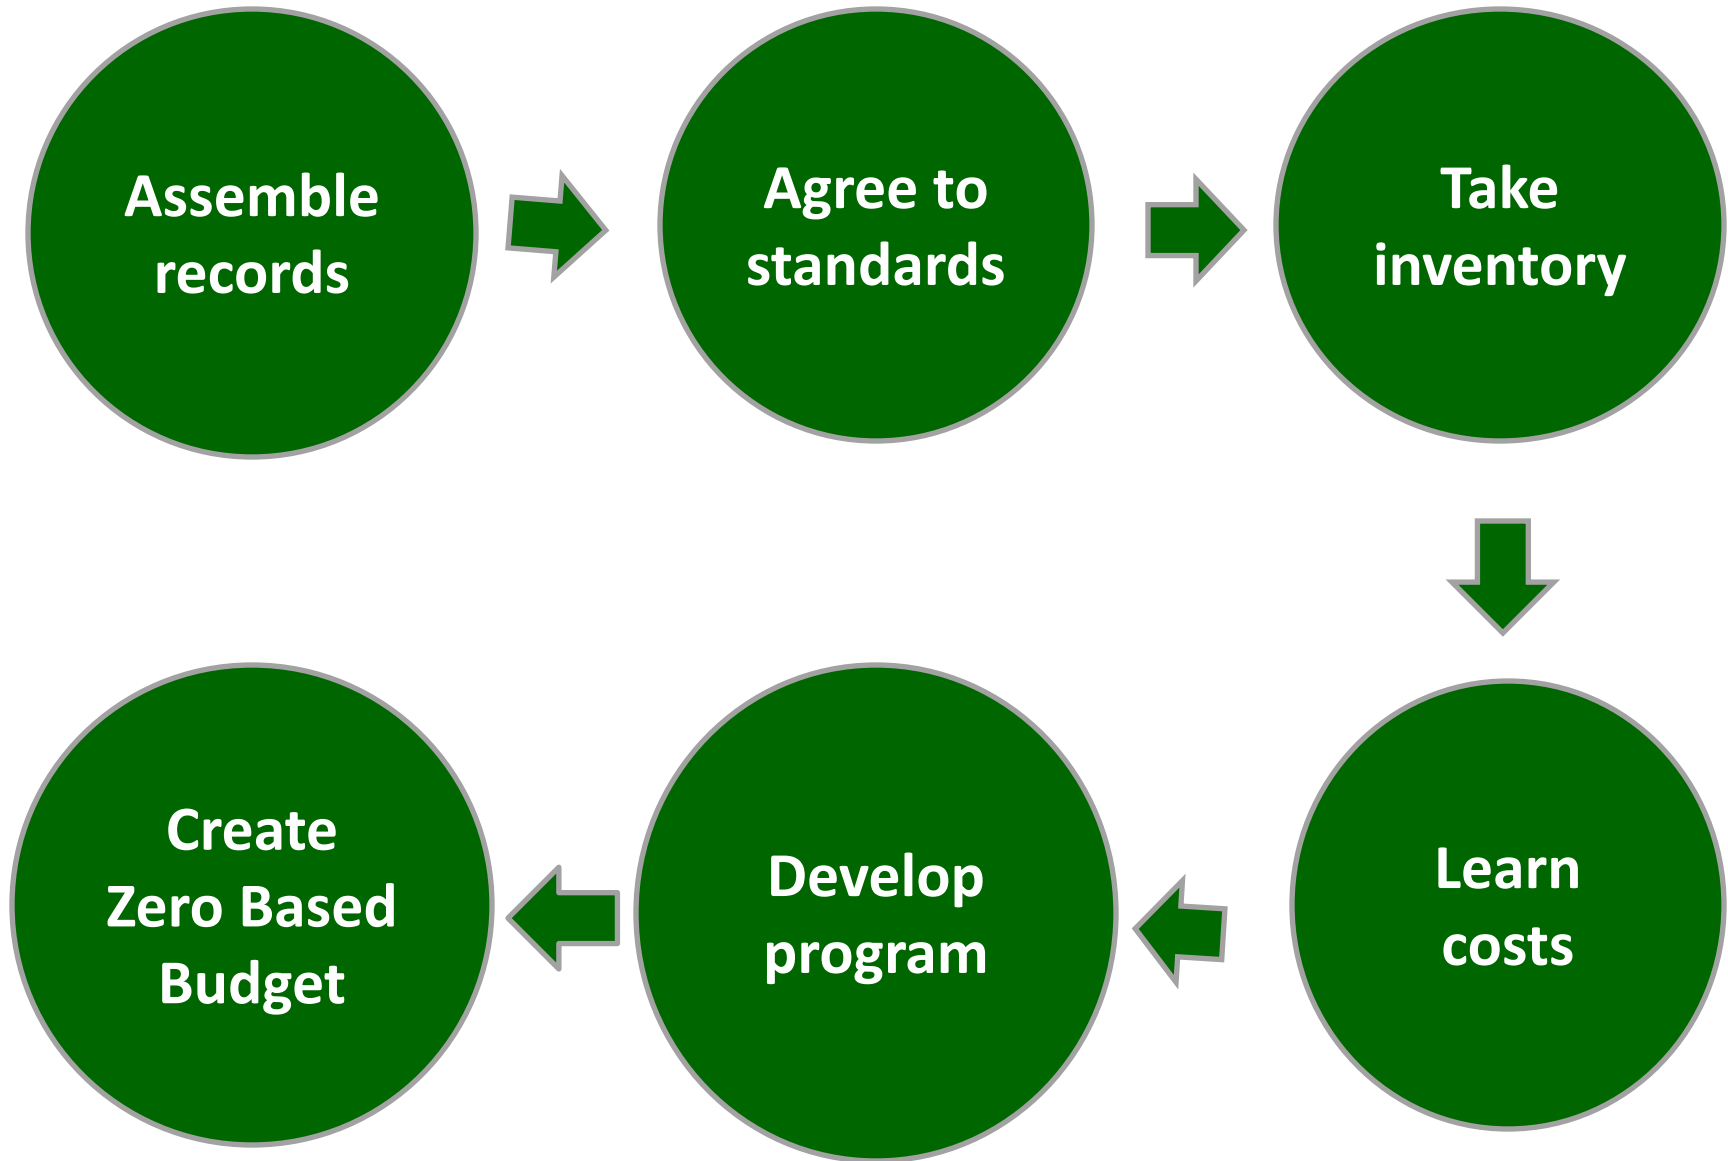 Assemble
records
Agree to
standards
Take
inventory
Learn
costs
Develop
program
Create
Zero Based
Budget